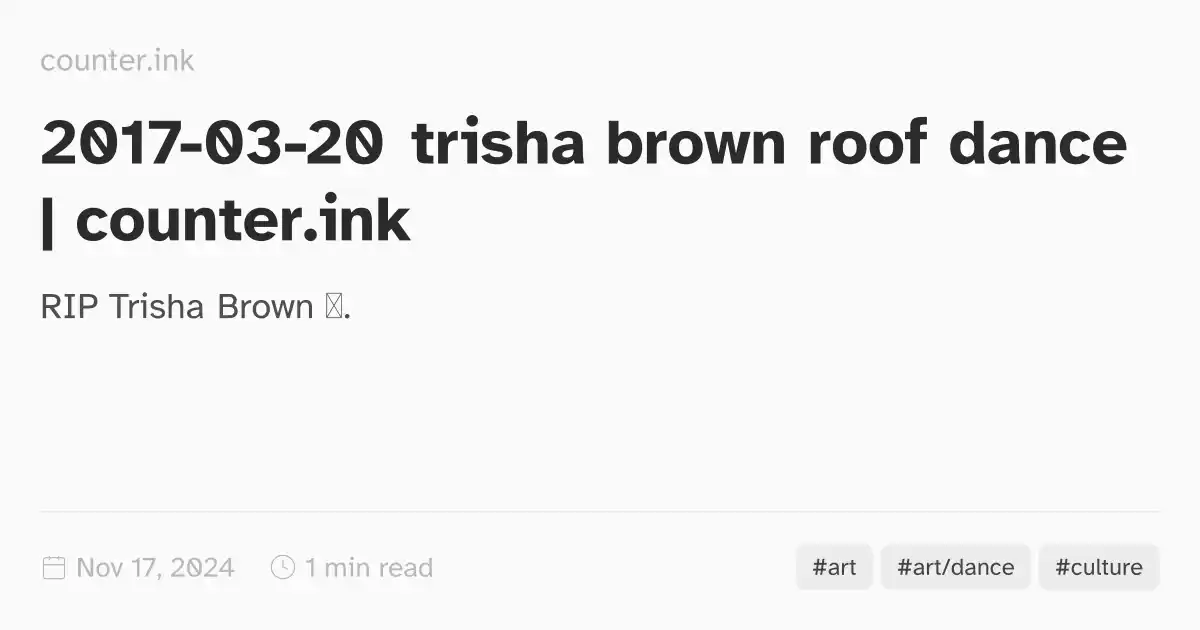 counter.ink
2017-03-20 trisha brown roof dance
| counter.ink
RIP Trisha Brown .
Nov 17, 2024 1 min read #art #art/dance #culture